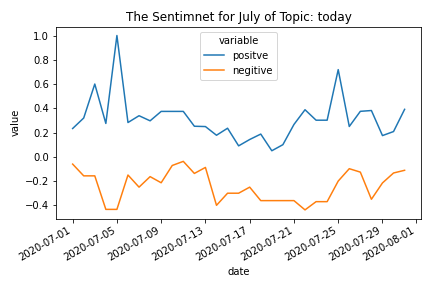 The Sentimnet for July of Topic: today
variable
positve
negitive
value
1.0
0.8
0.6
0.4
0.2
0.0
−0.2
−0.4
2020-07-01
2020-07-05
2020-07-09
2020-07-13
2020-07-17
2020-07-21
2020-07-25
2020-07-29
2020-08-01
date